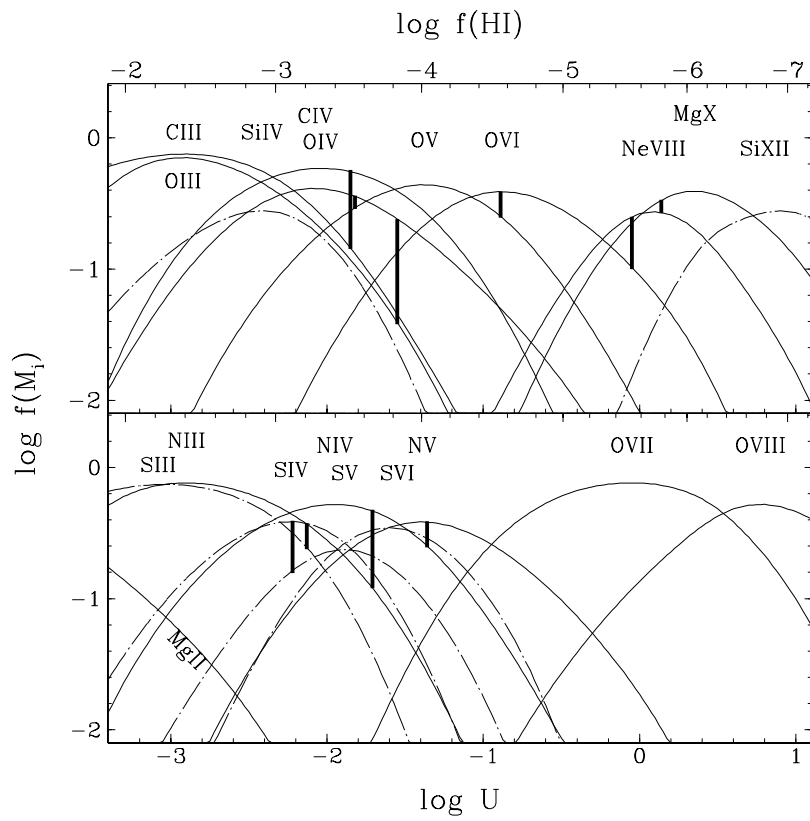 log f(HI)
−2 −3 −4 −5 −6 −7
MgX
CIV
CIII SiIV OIV OV OVI NeVIII SiXII
OIII
0
−1
−2
log f(M_i)
NIII NIV NV OVII OVIII
SIII SIV SV SVI
MgII
0
−1
−2
−3 −2 −1 0 1
log U